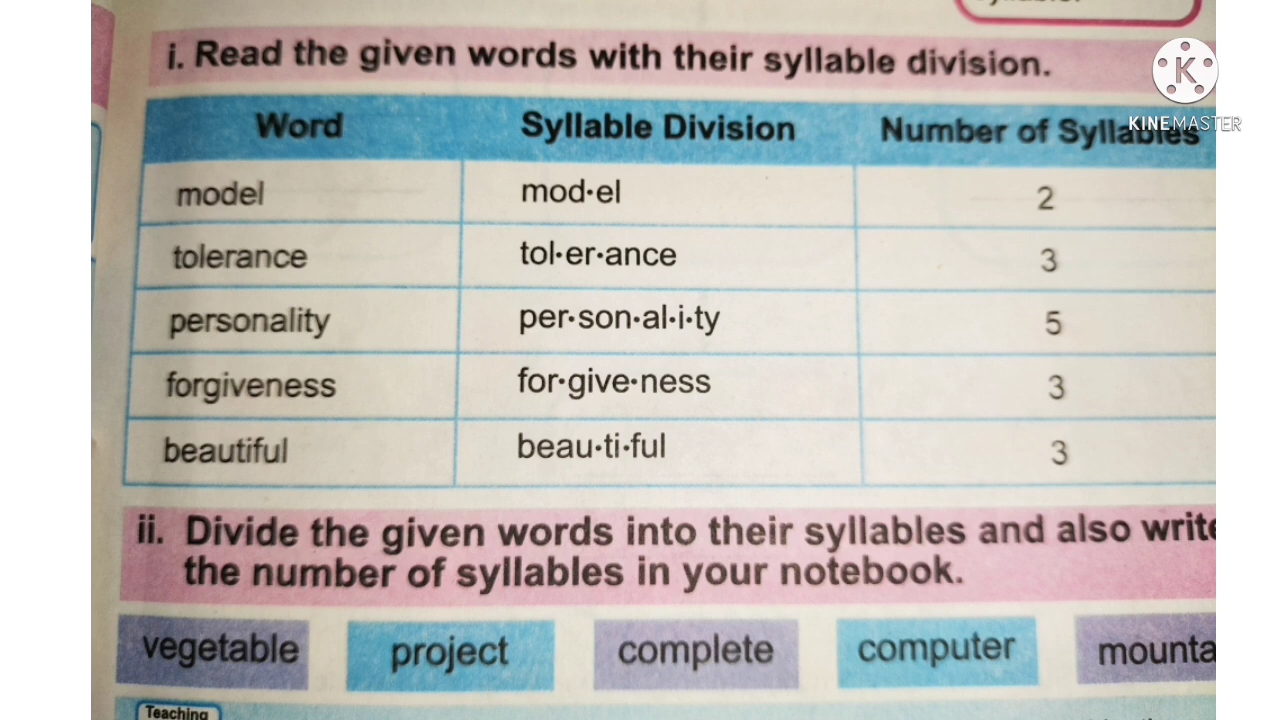 i. Read the given words with their syllable division.
KINEMASTER
Word Syllable Division Number of Syllables
model mod·el 2
tolerance tol·er·ance 3
personality per·son·al·i·ty 5
forgiveness for·give·ness 3
beautiful beau·ti·ful 3
ii. Divide the given words into their syllables and also write
the number of syllables in your notebook.
vegetable project complete computer mounta
Teaching